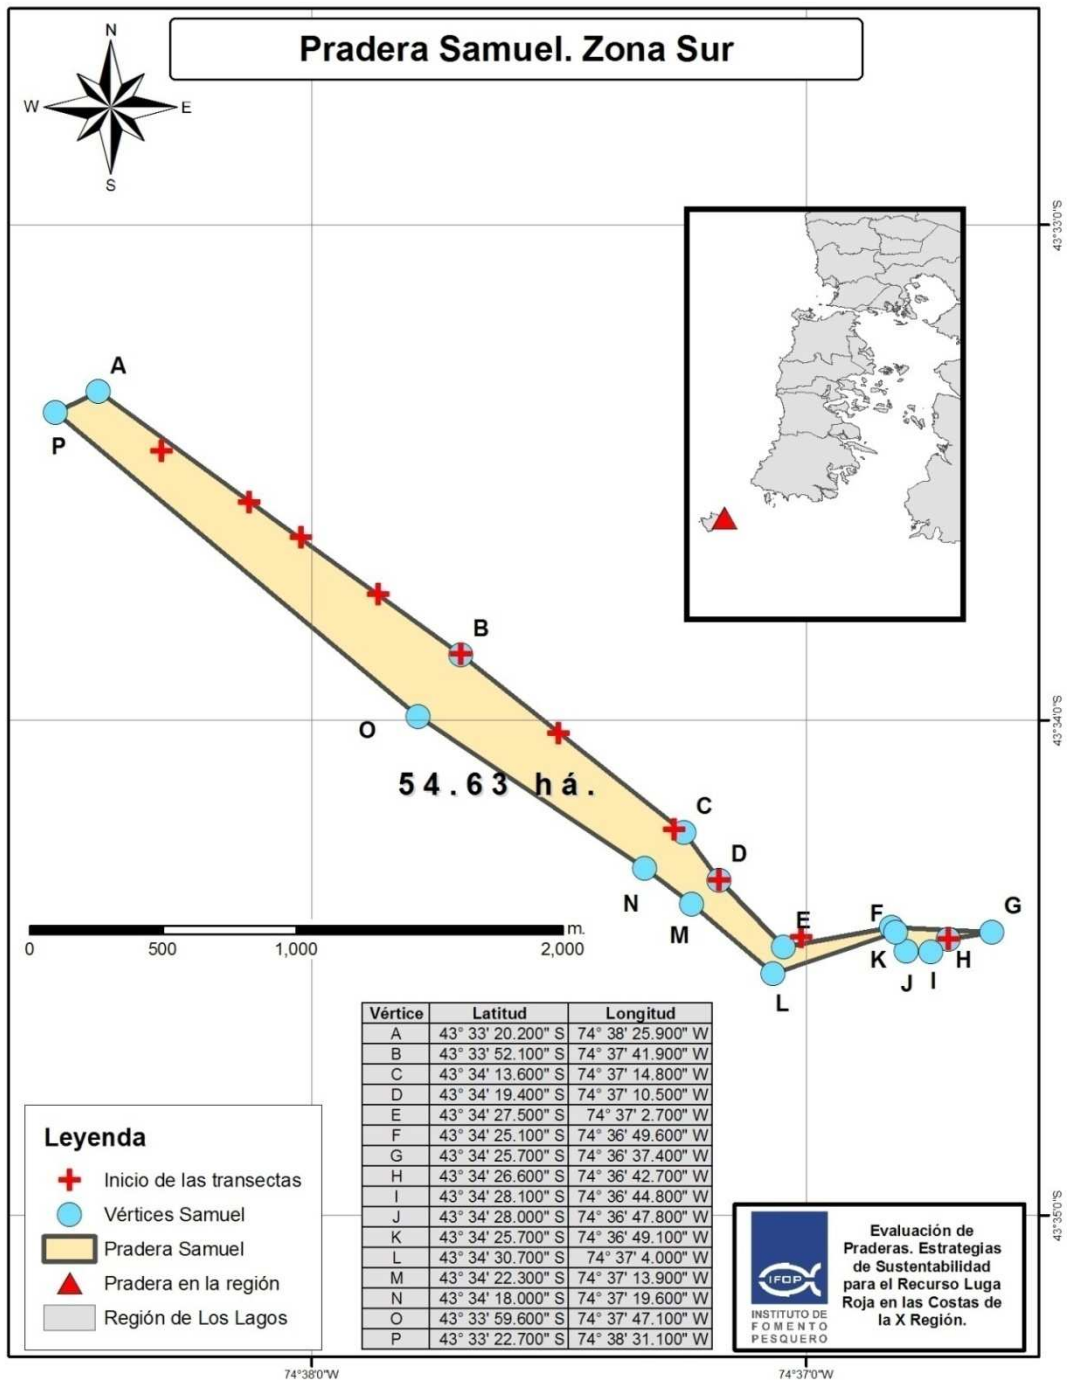 Pradera Samuel. Zona Sur
N
W E
S
43°33'0"S
A
P
B
O
43°34'0"S
54.63 há.
C
D
N
M
E
F
G
K
J
I
H
L
m.
0 500 1,000 2,000
Vértice Latitud Longitud
A 43° 33' 20.200" S 74° 38' 25.900" W
B 43° 33' 52.100" S 74° 37' 41.900" W
C 43° 34' 13.600" S 74° 37' 14.800" W
D 43° 34' 19.400" S 74° 37' 10.500" W
E 43° 34' 27.500" S 74° 37' 2.700" W
F 43° 34' 25.100" S 74° 36' 49.600" W
G 43° 34' 25.700" S 74° 36' 37.400" W
H 43° 34' 26.600" S 74° 36' 42.700" W
I 43° 34' 28.100" S 74° 36' 44.800" W
J 43° 34' 28.000" S 74° 36' 47.800" W
K 43° 34' 25.700" S 74° 36' 49.100" W
L 43° 34' 30.700" S 74° 37' 4.000" W
M 43° 34' 22.300" S 74° 37' 13.900" W
N 43° 34' 18.000" S 74° 37' 19.600" W
O 43° 33' 59.600" S 74° 37' 47.100" W
P 43° 33' 22.700" S 74° 38' 31.100" W
Leyenda
Inicio de las transectas
Vértices Samuel
Pradera Samuel
Pradera en la región
Región de Los Lagos
IFOP
INSTITUTO DE
FOMENTO
PESQUERO
Evaluación de
Praderas. Estrategias
de Sustentabilidad
para el Recurso Luga
Roja en las Costas de
la X Región.
43°35'0"S
74°38'0"W
74°37'0"W